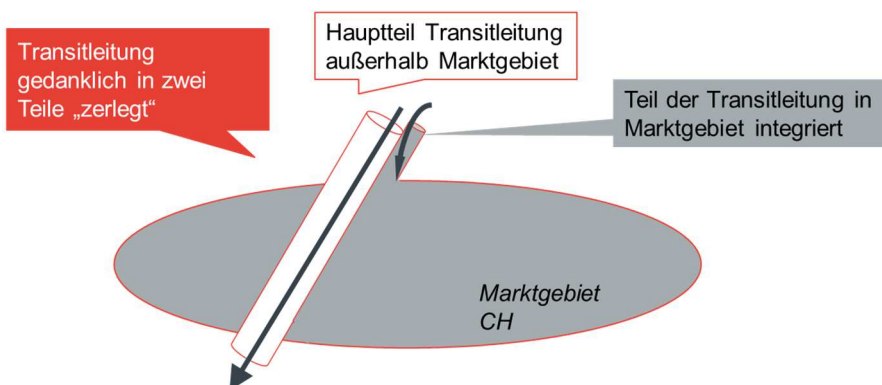 Transitleitung
gedanklich in zwei
Teile „zerlegt“
Hauptteil Transitleitung
außerhalb Marktgebiet
Teil der Transitleitung in
Marktgebiet integriert
Marktgebiet
CH